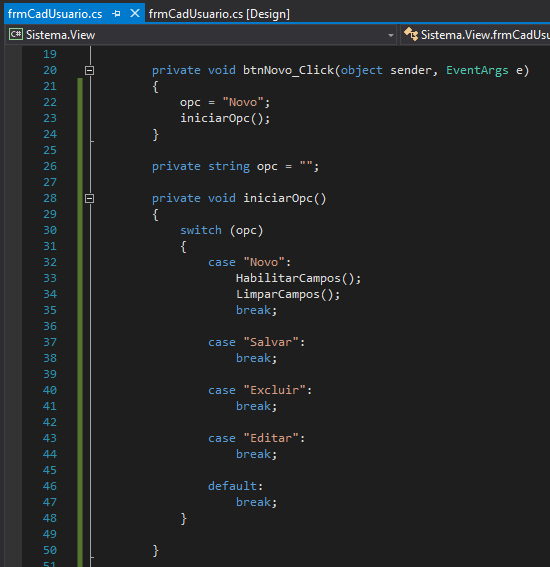 frmCadUsuario.cs frmCadUsuario.cs [Design]
C# Sistema.View Sistema.View.frmCadUsu
19
20 private void btnNovo_Click(object sender, EventArgs e)
21 {
22 opc = "Novo";
23 iniciarOpc();
24 }
25
26 private string opc = "";
27
28 private void iniciarOpc()
29 {
30 switch (opc)
31 {
32 case "Novo":
33 HabilitarCampos();
34 LimparCampos();
35 break;
36
37 case "Salvar":
38 break;
39
40 case "Excluir":
41 break;
42
43 case "Editar":
44 break;
45
46 default:
47 break;
48 }
49
50 }
51